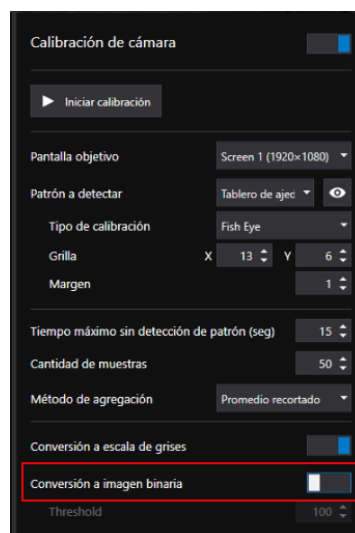 Calibración de cámara
Iniciar calibración
Pantalla objetivo Screen 1 (1920×1080)
Patrón a detectar Tablero de ajec
Tipo de calibración Fish Eye
Grilla X 13 Y 6
Margen 1
Tiempo máximo sin detección de patrón (seg) 15
Cantidad de muestras 50
Método de agregación Promedio recortado
Conversión a escala de grises
Conversión a imagen binaria
Threshold 100